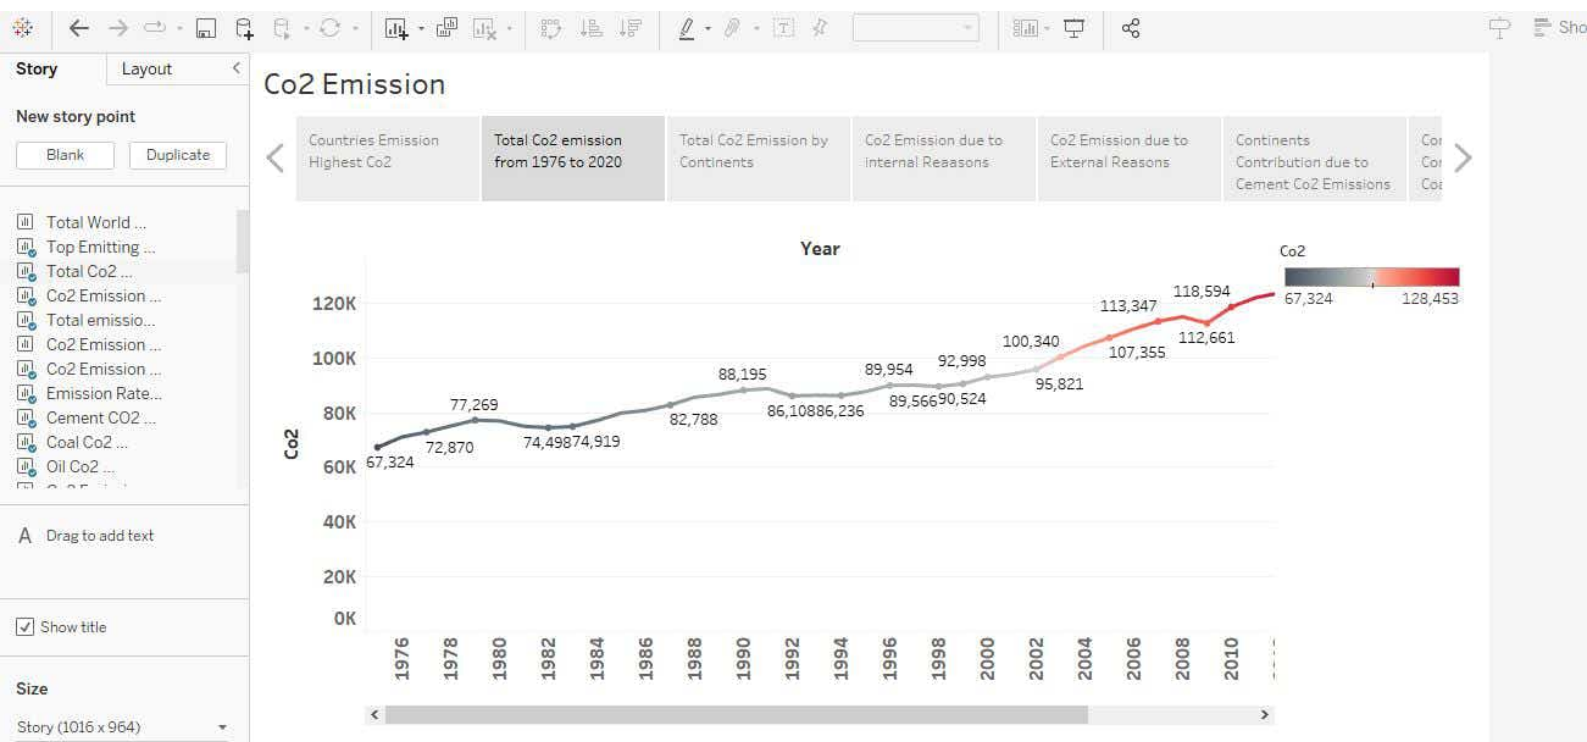 Sho
Story
Layout
New story point
Blank
Duplicate
Total World ...
Top Emitting ...
Total Co2 ...
Co2 Emission ...
Total emissio...
Co2 Emission ...
Co2 Emission ...
Emission Rate...
Cement CO2 ...
Coal Co2 ...
Oil Co2 ...
A Drag to add text
Show title
Size
Story (1016 x 964)
Co2 Emission
Countries Emission
Highest Co2
Total Co2 emission
from 1976 to 2020
Total Co2 Emission by
Continents
Co2 Emission due to
internal Reasasons
Co2 Emission due to
External Reasons
Continents
Contribution due to
Cement Co2 Emissions
Year
Co2
67,324 128,453
120K
100K
80K
60K
40K
20K
0K
Co2
67,324
72,870
77,269
74,498
74,919
82,788
88,195
86,108
86,236
89,954
89,566
90,524
92,998
95,821
100,340
107,355
113,347
112,661
118,594
1976 1978 1980 1982 1984 1986 1988 1990 1992 1994 1996 1998 2000 2002 2004 2006 2008 2010